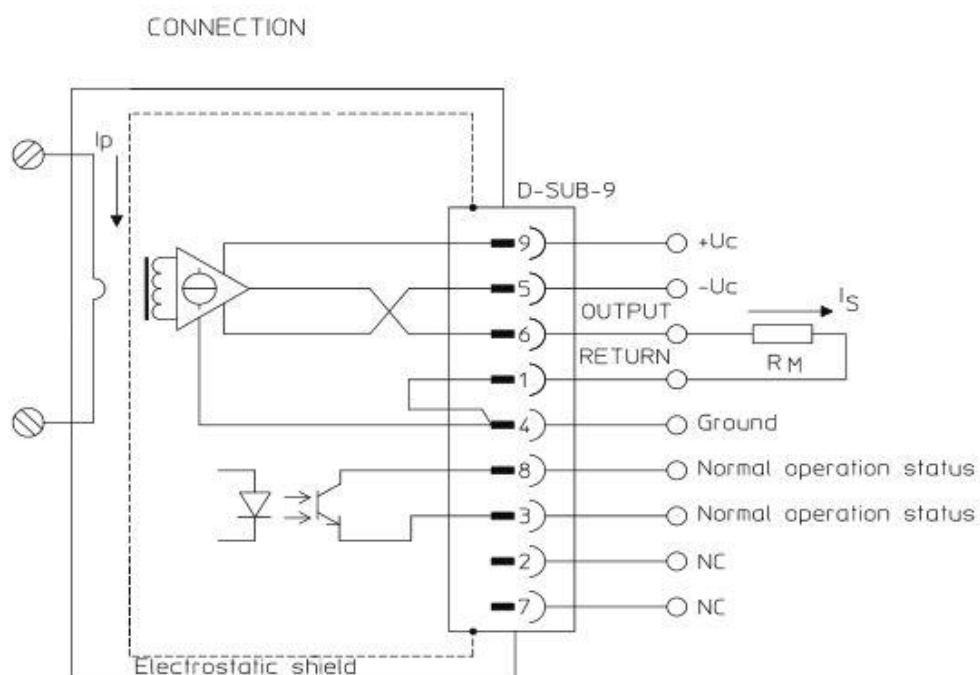 CONNECTION
Ip
D-SUB-9
9 +Uc
5 -Uc
OUTPUT IS
6
RETURN RM
1
4 Ground
8 Normal operation status
3 Normal operation status
2 NC
7 NC
Electrostatic shield